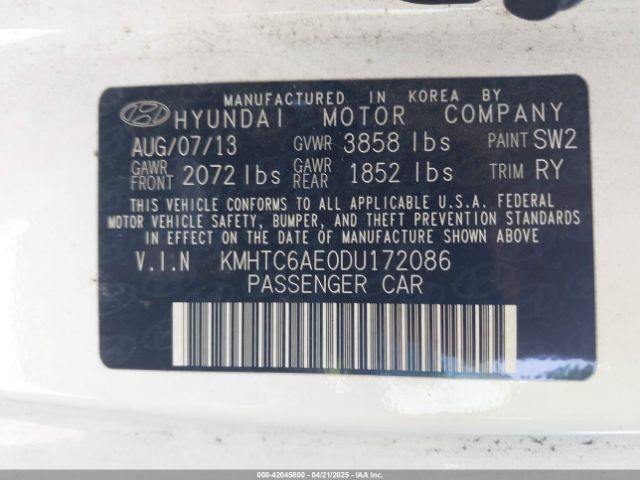 MANUFACTURED IN KOREA BY
HYUNDAI MOTOR COMPANY
AUG/07/13 GVWR 3858 lbs PAINT SW2
GAWR FRONT 2072 lbs GAWR REAR 1852 lbs TRIM RY
THIS VEHICLE CONFORMS TO ALL APPLICABLE U.S.A. FEDERAL
MOTOR VEHICLE SAFETY, BUMPER, AND THEFT PREVENTION STANDARDS
IN EFFECT ON THE DATE OF MANUFACTURE SHOWN ABOVE
V.I.N KMHTC6AE0DU172086
PASSENGER CAR
000-42045800 - 04/21/2025 - IAAI.COM